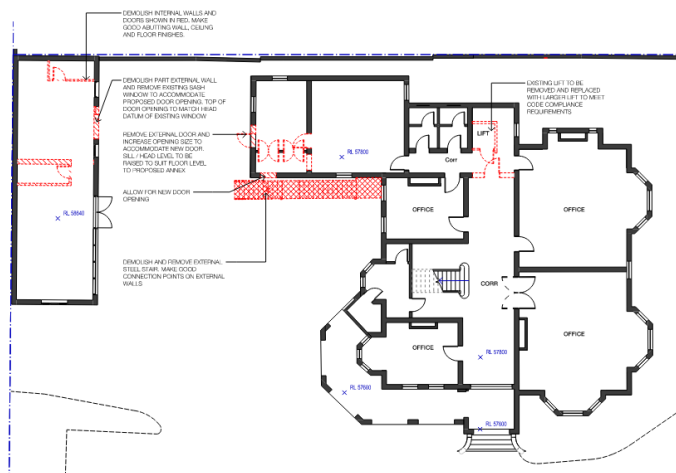 DEMOLISH INTERNAL WALLS AND
DOORS SHOWN IN RED. MAKE
GOOD ABUTTING WALL, CEILING
AND FLOOR FINISHES.
DEMOLISH PART EXTERNAL WALL
AND REMOVE EXISTING SASH
WINDOW TO ACCOMMODATE
PROPOSED DOOR OPENING. TOP OF
DOOR OPENING TO MATCH HEAD
DATUM OF EXISTING WINDOW
REMOVE EXTERNAL DOOR AND
INCREASE OPENING SIZE TO
ACCOMMODATE NEW DOOR.
SILL / HEAD LEVEL TO BE
RAISED TO SUIT FLOOR LEVEL
TO PROPOSED ANNEX
ALLOW FOR NEW DOOR
OPENING
DEMOLISH AND REMOVE EXTERNAL
STEEL STAIR. MAKE GOOD
CONNECTION POINTS ON EXTERNAL
WALLS
EXISTING LIFT TO BE
REMOVED AND REPLACED
WITH LARGER LIFT TO MEET
CODE COMPLIANCE
REQUIREMENTS
LIFT
RL 57800
Corr
OFFICE
OFFICE
RL 58640
CORR
OFFICE
OFFICE
RL 57800